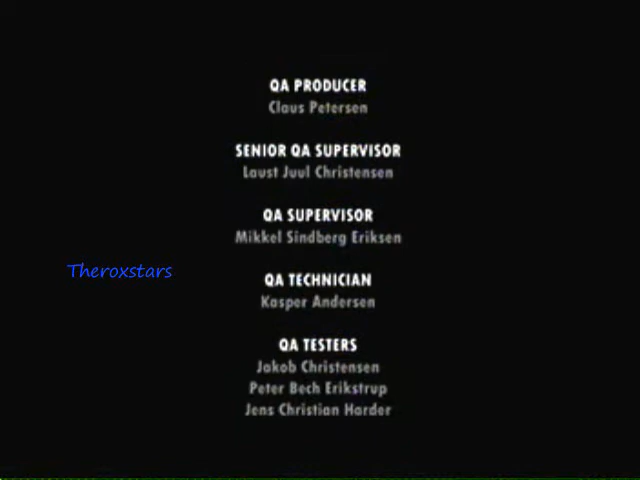 QA PRODUCER
Claus Petersen
SENIOR QA SUPERVISOR
Laust Juul Christensen
QA SUPERVISOR
Mikkel Sindberg Eriksen
Theroxstars
QA TECHNICIAN
Kasper Andersen
QA TESTERS
Jakob Christensen
Peter Bech Erikstrup
Jens Christian Harder